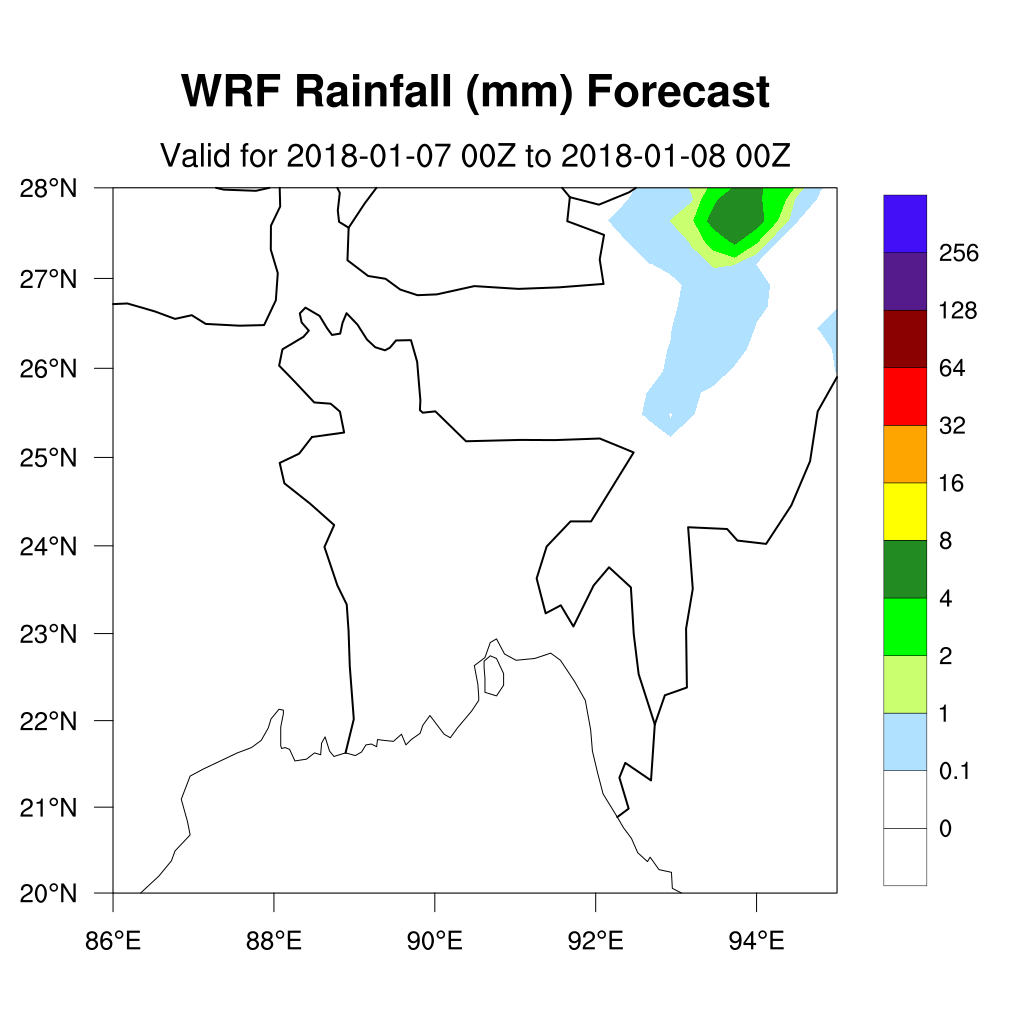 WRF Rainfall (mm) Forecast
Valid for 2018-01-07 00Z to 2018-01-08 00Z
28°N
27°N
26°N
25°N
24°N
23°N
22°N
21°N
20°N
86°E 88°E 90°E 92°E 94°E
256
128
64
32
16
8
4
2
1
0.1
0